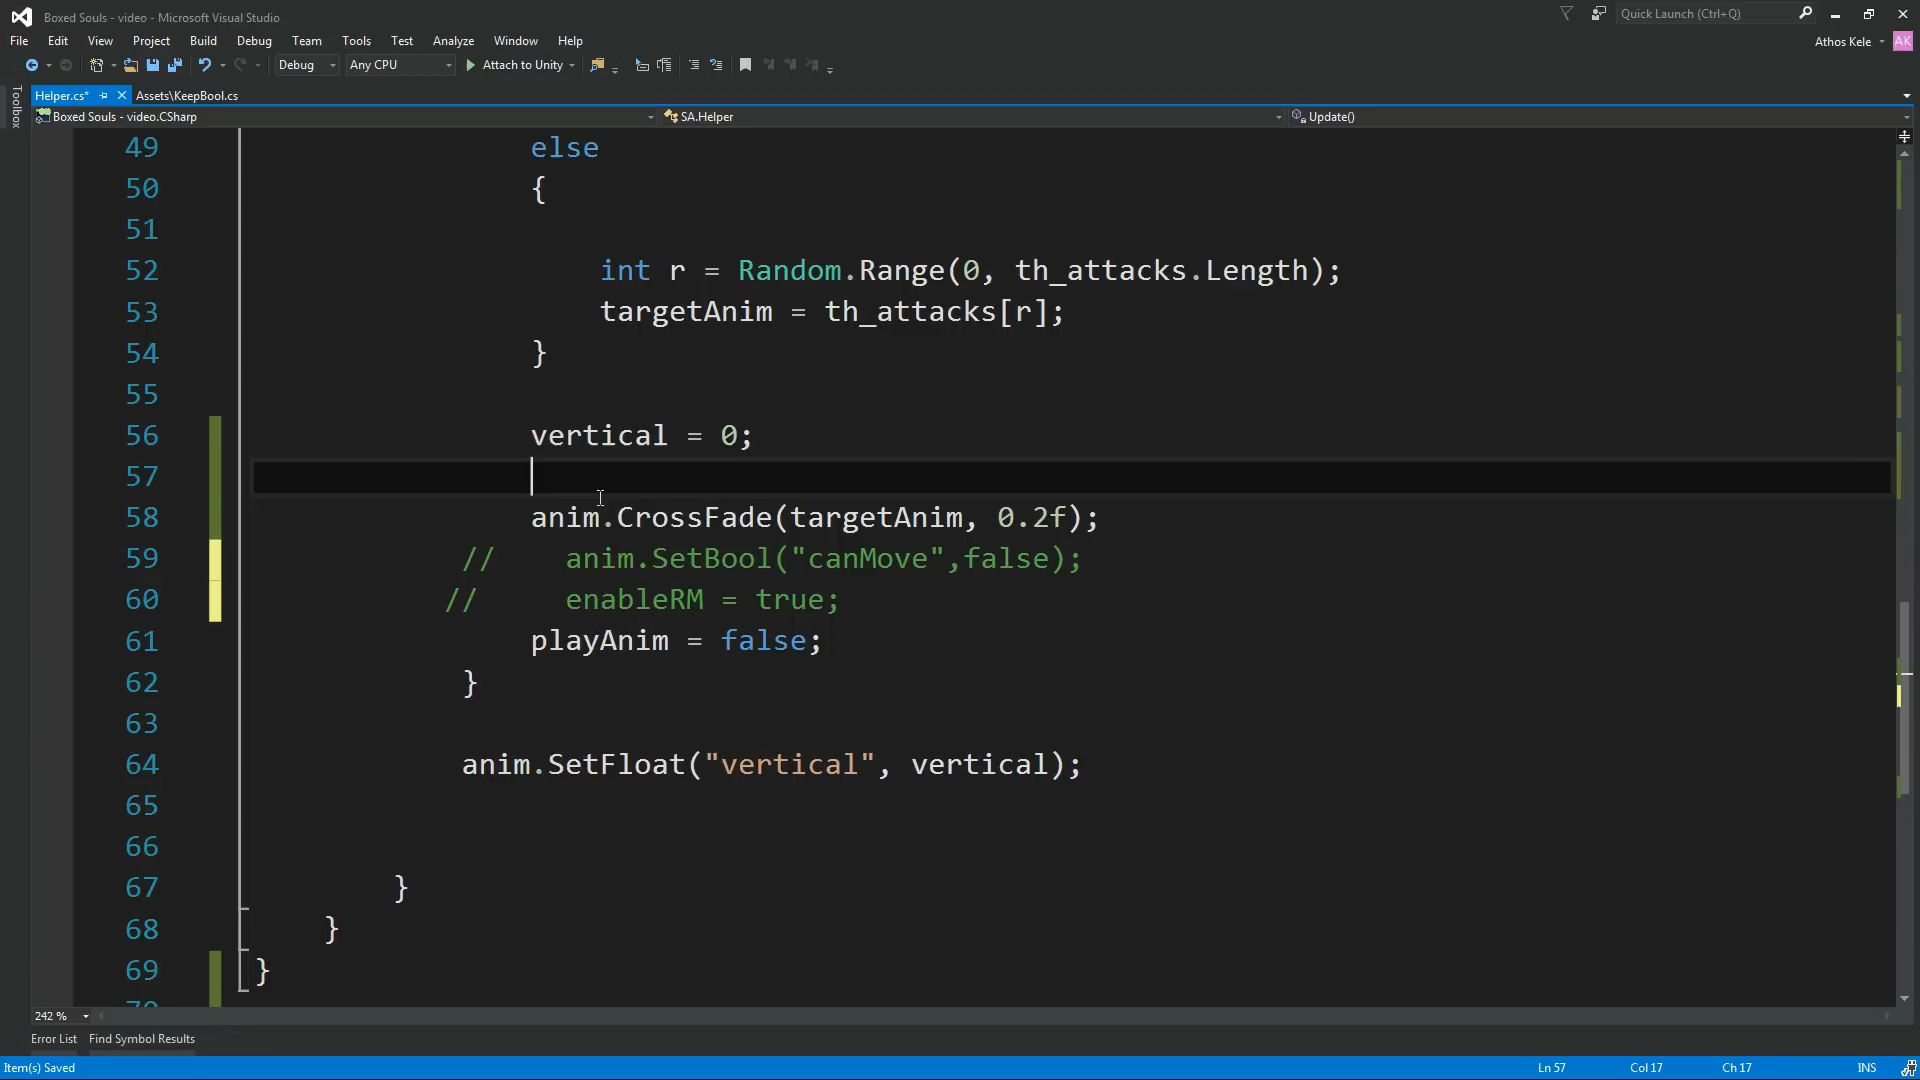 Boxed Souls - video - Microsoft Visual Studio
Quick Launch (Ctrl+Q)
File Edit View Project Build Debug Team Tools Test Analyze Window Help
Athos Kele AK
Debug Any CPU Attach to Unity
Toolbox
Helper.cs* Assets\KeepBool.cs
Boxed Souls - video.CSharp SA.Helper Update()
49 else
50 {
51
52 int r = Random.Range(0, th_attacks.Length);
53 targetAnim = th_attacks[r];
54 }
55
56 vertical = 0;
57
58 anim.CrossFade(targetAnim, 0.2f);
59 // anim.SetBool("canMove",false);
60 // enableRM = true;
61 playAnim = false;
62 }
63
64 anim.SetFloat("vertical", vertical);
65
66
67 }
68 }
69 }
70
242 %
Error List Find Symbol Results
Item(s) Saved Ln 57 Col 17 Ch 17 INS